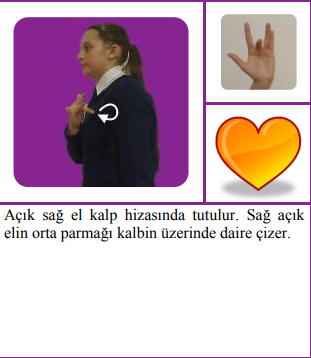 Açık sağ el kalp hizasında tutulur. Sağ açık
elin orta parmağı kalbin üzerinde daire çizer.